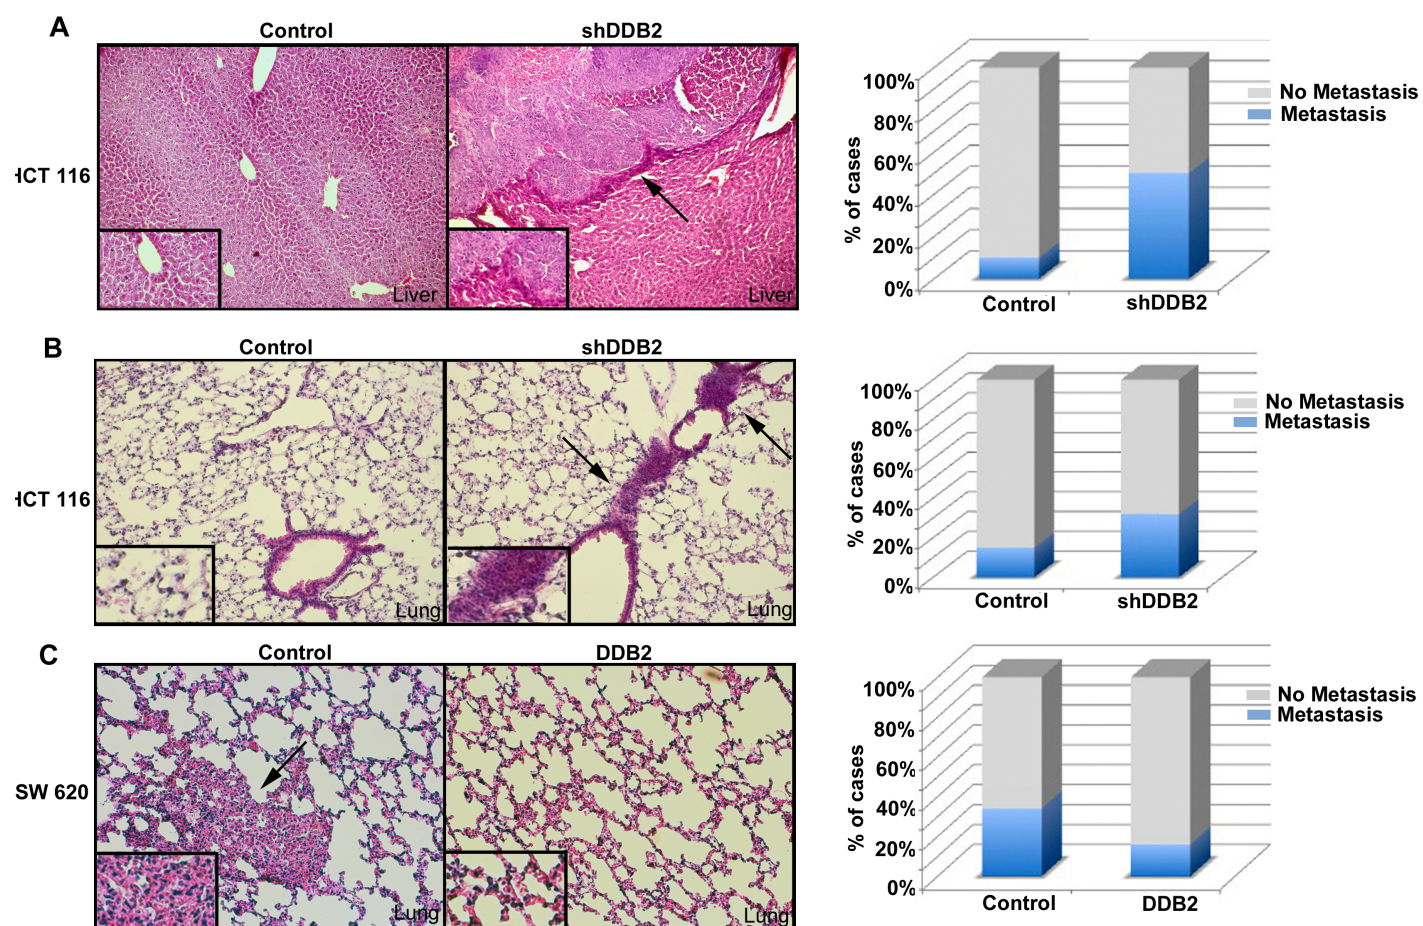 A
Control
shDDB2
HCT 116
Liver
Liver
% of cases
100%
80%
60%
40%
20%
0%
Control
shDDB2
No Metastasis
Metastasis
B
Control
shDDB2
HCT 116
Lung
Lung
% of cases
100%
80%
60%
40%
20%
0%
Control
shDDB2
No Metastasis
Metastasis
C
Control
DDB2
SW 620
Lung
Lung
% of cases
100%
80%
60%
40%
20%
0%
Control
DDB2
No Metastasis
Metastasis